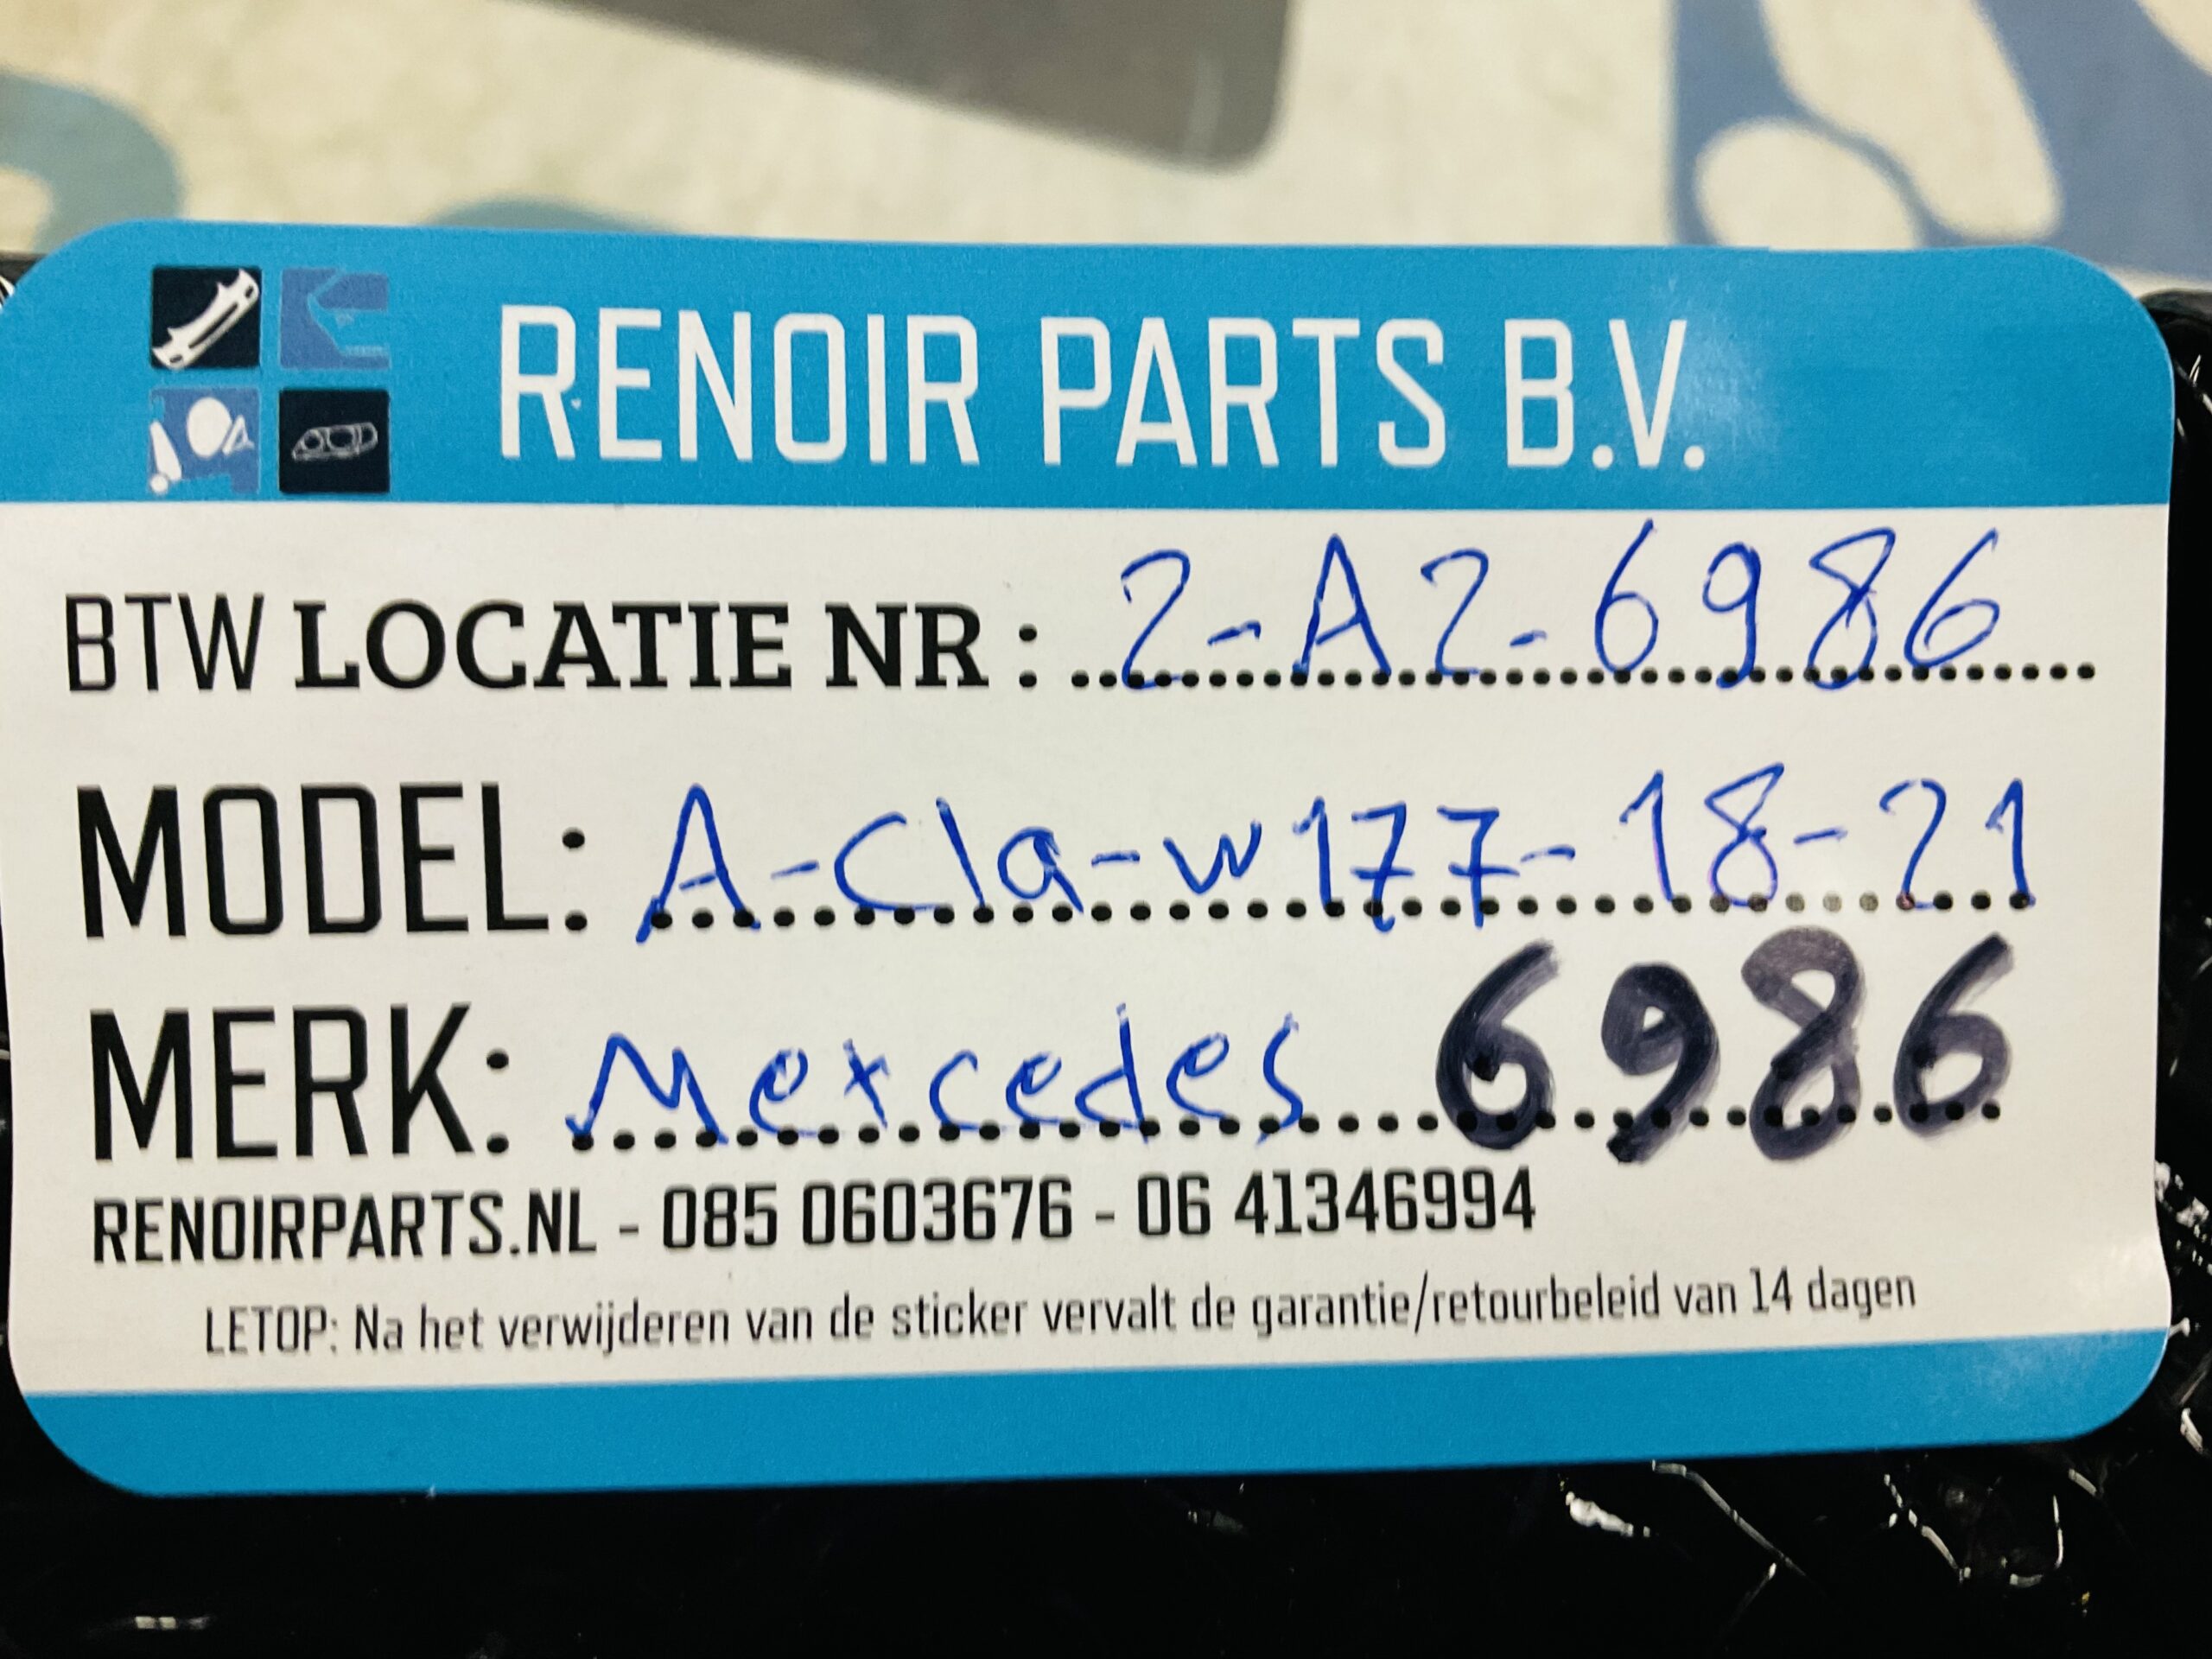 RENOIR PARTS B.V.
BTW LOCATIE NR : 2-A2-6986
MODEL: A-Cla-w177-18-21
MERK: Mercedes 6986
RENOIRPARTS.NL - 085 0603676 - 06 41346994
LETOP: Na het verwijderen van de sticker vervalt de garantie/retourbeleid van 14 dagen